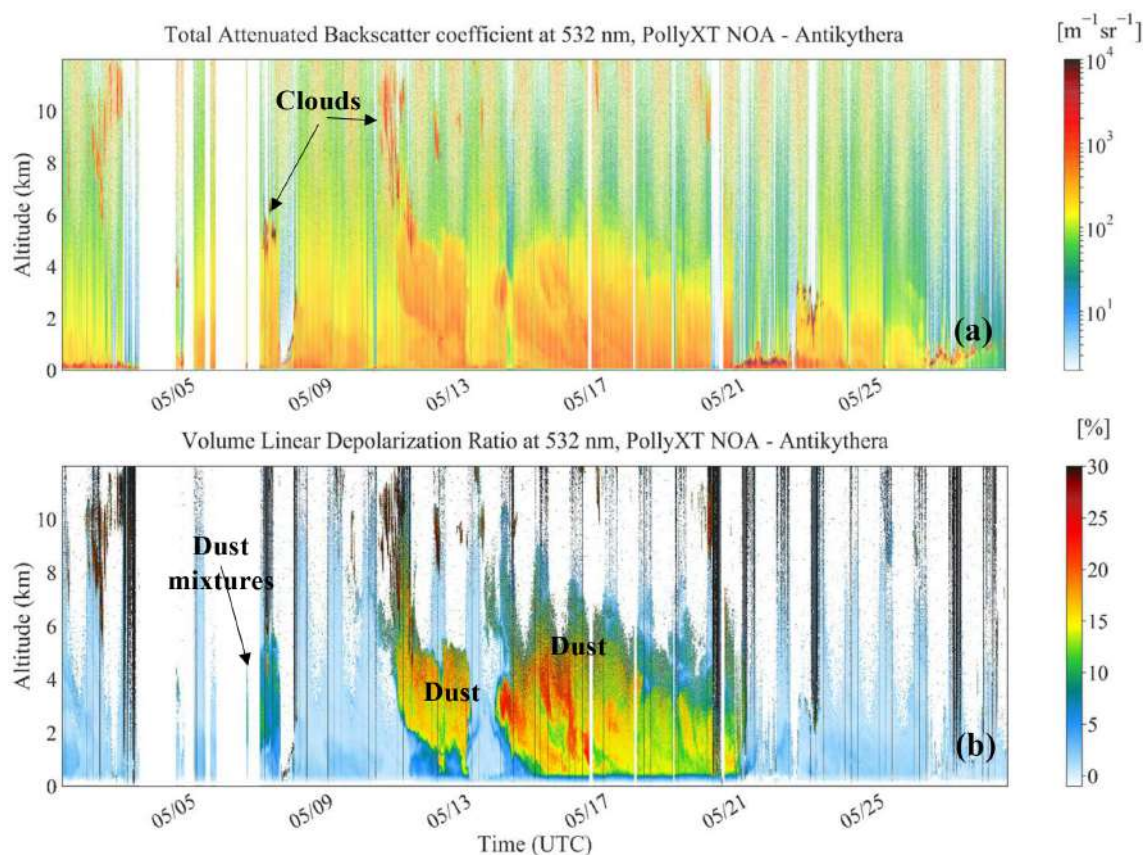 Total Attenuated Backscatter coefficient at 532 nm, PollyXT NOA - Antikythera
[m⁻¹sr⁻¹]
10⁴
10³
10²
10¹
Altitude (km)
10
8
6
4
2
0
Clouds
(a)
05/05
05/09
05/13
05/17
05/21
05/25
Volume Linear Depolarization Ratio at 532 nm, PollyXT NOA - Antikythera
[%]
30
25
20
15
10
5
0
Altitude (km)
10
8
6
4
2
0
Dust
mixtures
Dust
Dust
(b)
05/05
05/09
05/13
05/17
05/21
05/25
Time (UTC)